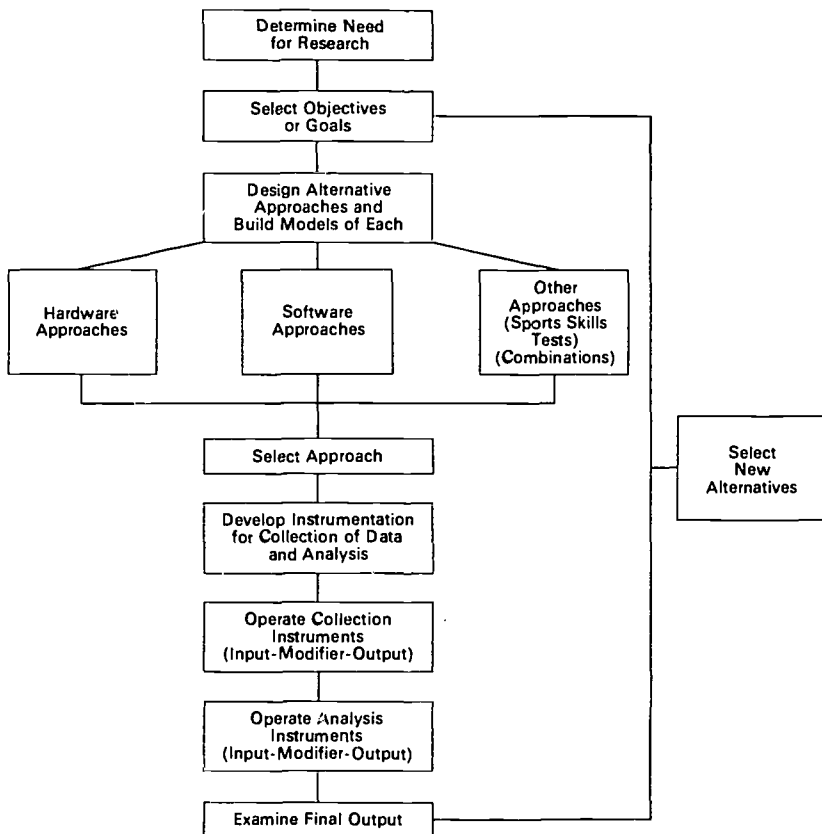 Determine Need
for Research
Select Objectives
or Goals
Design Alternative
Approaches and
Build Models of Each
Hardware
Approaches
Software
Approaches
Other
Approaches
(Sports Skills
Tests)
(Combinations)
Select Approach
Select
New
Alternatives
Develop Instrumentation
for Collection of Data
and Analysis
Operate Collection
Instruments
(Input-Modifier-Output)
Operate Analysis
Instruments
(Input-Modifier-Output)
Examine Final Output